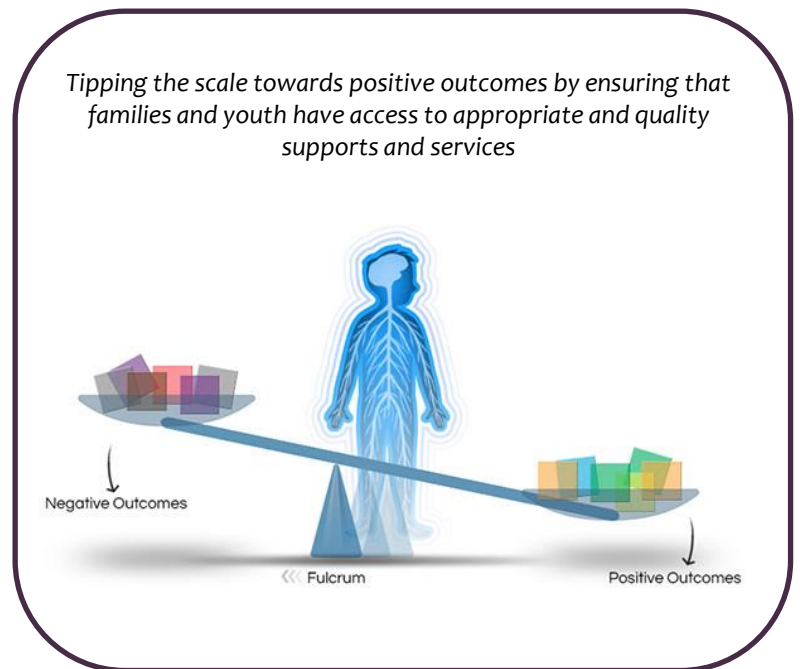 Tipping the scale towards positive outcomes by ensuring that
families and youth have access to appropriate and quality
supports and services
Negative Outcomes
Fulcrum
Positive Outcomes